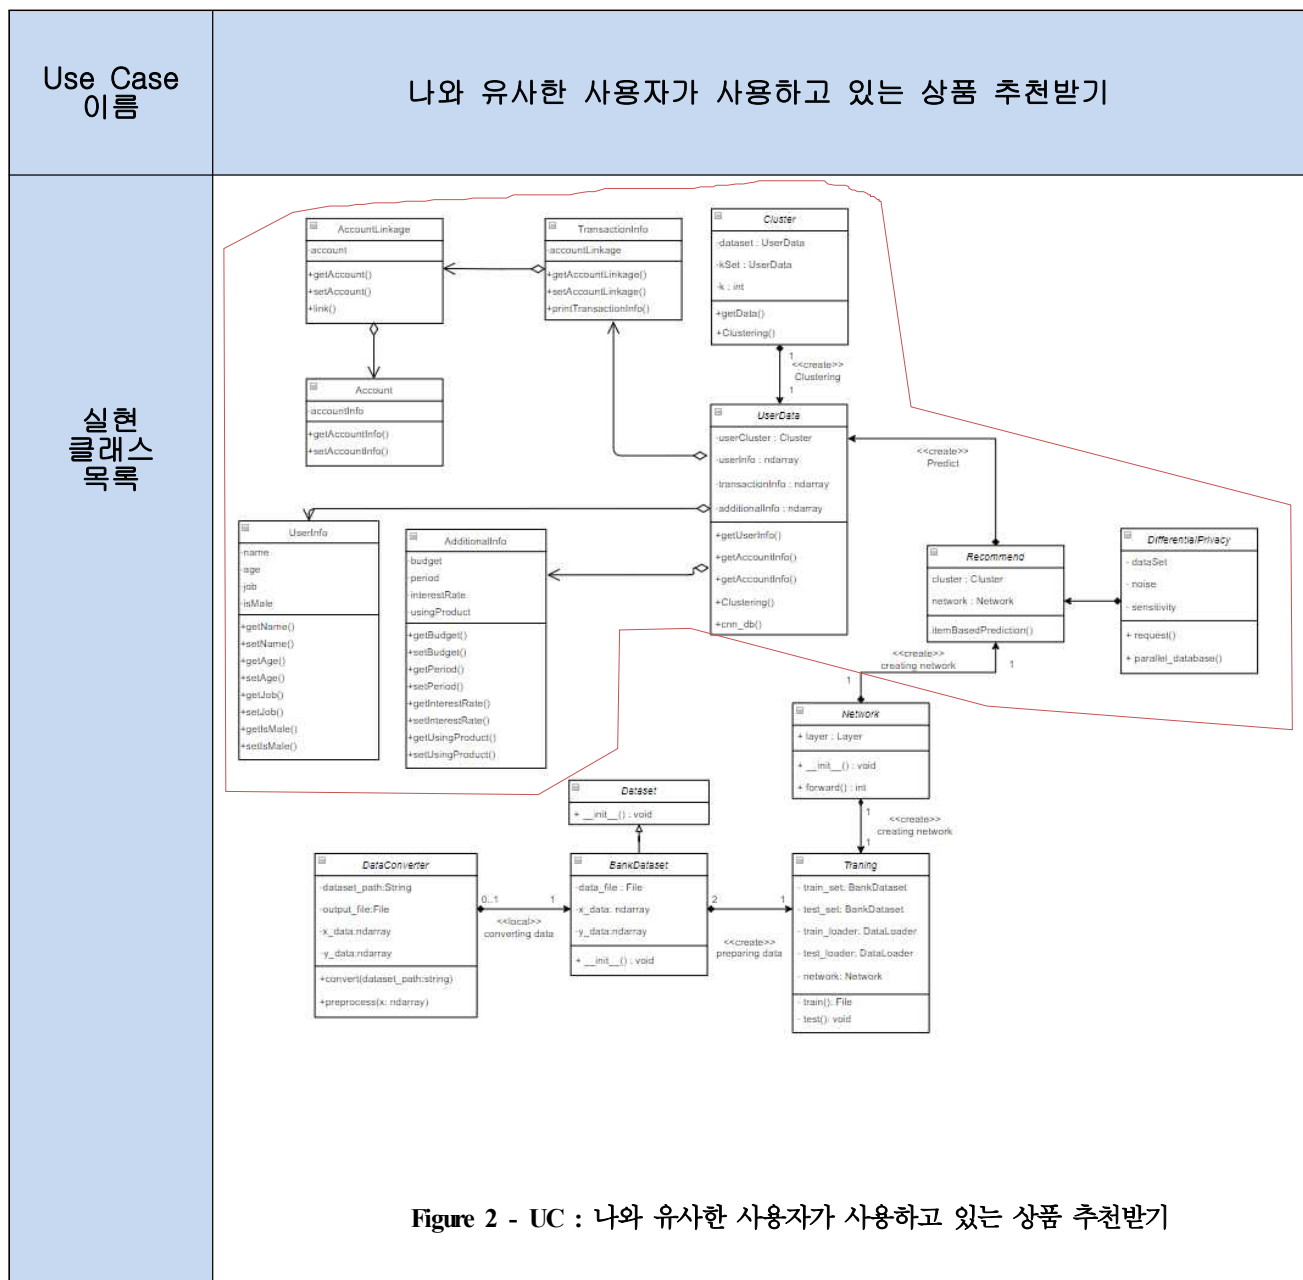 Use Case
이름
나와 유사한 사용자가 사용하고 있는 상품 추천받기
실현
클래스
목록
AccountLinkage
-account
+getAccount()
+setAccount()
+link()
TransactionInfo
-accountLinkage
+getAccountLinkage()
+setAccountLinkage()
+printTransactionInfo()
Cluster
-dataset : UserData
-kSet : UserData
-k : int
+getData()
+Clustering()
1
<<create>>
Clustering
1
Account
-accountInfo
+getAccountInfo()
+setAccountInfo()
UserData
-userCluster : Cluster
-userInfo : ndarray
-transactionInfo : ndarray
-additionalInfo : ndarray
+getUserInfo()
+getAccountInfo()
+getAccountInfo()
+Clustering()
+cnn_db()
<<create>>
Predict
UserInfo
-name
-age
-job
-isMale
+getName()
+setName()
+getAge()
+setAge()
+getJob()
+setJob()
+getIsMale()
+setIsMale()
AdditionalInfo
-budget
-period
-interestRate
-usingProduct
+getBudget()
+setBudget()
+getPeriod()
+setPeriod()
+getInterestRate()
+setInterestRate()
+getUsingProduct()
+setUsingProduct()
Recommend
cluster : Cluster
network : Network
itemBasedPrediction()
DifferentialPrivacy
- dataSet
- noise
- sensitivity
+ request()
+ parallel_database()
<<create>>
creating network
1
1
Network
+ layer : Layer
+ __init__() : void
+ forward() : int
1
<<create>>
creating network
1
Dataset
+ __init__() : void
DataConverter
-dataset_path:String
-output_file:File
-x_data:ndarray
-y_data:ndarray
+convert(dataset_path:string)
+preprocess(x: ndarray)
0..1
1
<<local>>
converting data
BankDataset
-data_file : File
-x_data: ndarray
-y_data:ndarray
+ __init__() : void
2
1
<<create>>
preparing data
Traning
- train_set: BankDataset
- test_set: BankDataset
- train_loader: DataLoader
- test_loader: DataLoader
- network: Network
- train(): File
- test(): void
Figure 2 - UC : 나와 유사한 사용자가 사용하고 있는 상품 추천받기